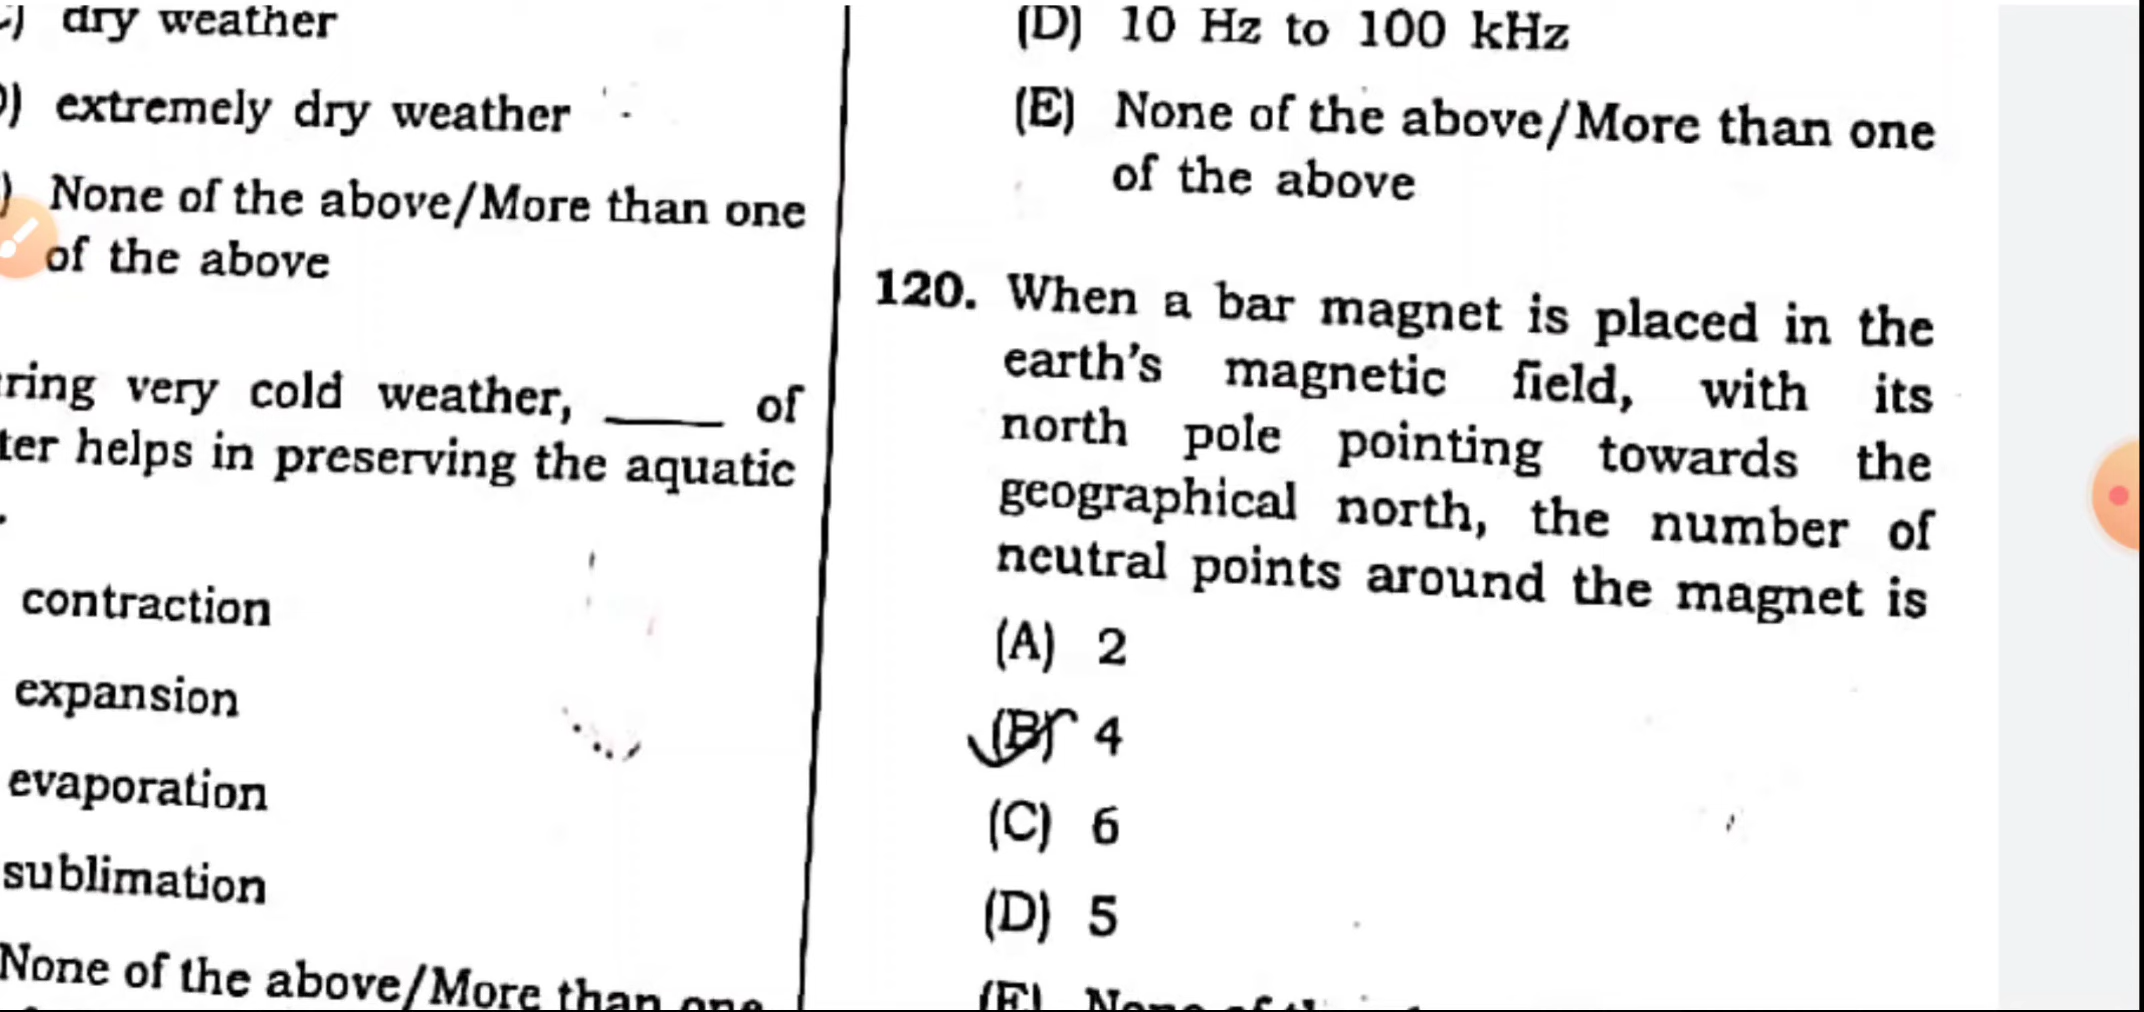 dry weather
extremely dry weather
None of the above/More than one
of the above
very cold weather, ____ of
helps in preserving the aquatic
contraction
expansion
evaporation
sublimation
None of the above/More than one
(D) 10 Hz to 100 kHz
(E) None of the above/More than one
of the above
120. When a bar magnet is placed in the
earth's magnetic field, with its
north pole pointing towards the
geographical north, the number of
neutral points around the magnet is
(A) 2
(B) 4
(C) 6
(D) 5